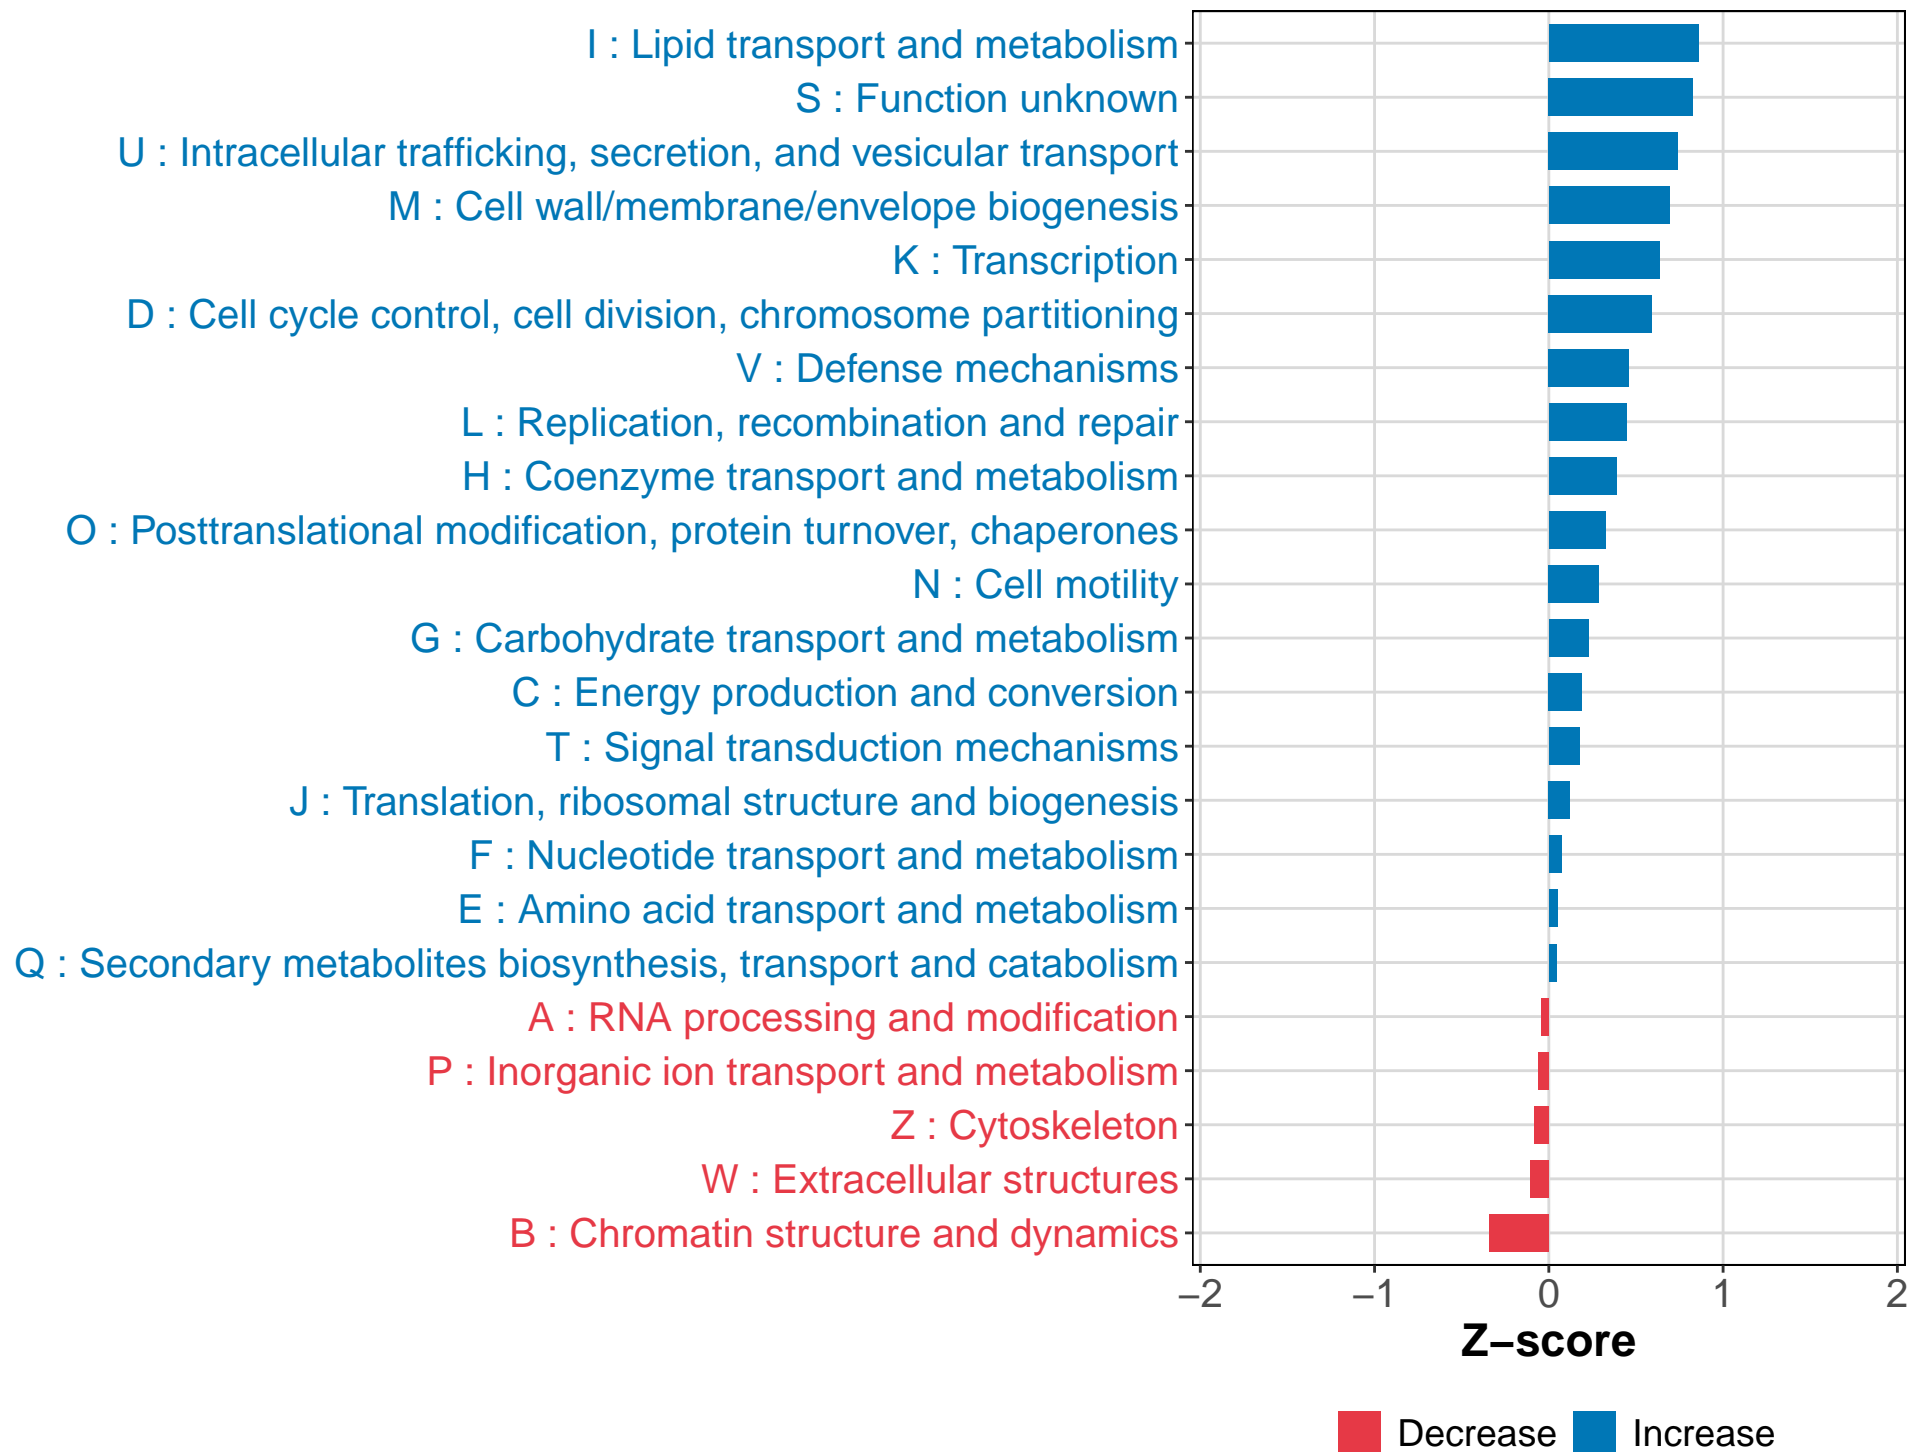 I : Lipid transport and metabolism
S : Function unknown
U : Intracellular trafficking, secretion, and vesicular transport
M : Cell wall/membrane/envelope biogenesis
K : Transcription
D : Cell cycle control, cell division, chromosome partitioning
V : Defense mechanisms
L : Replication, recombination and repair
H : Coenzyme transport and metabolism
O : Posttranslational modification, protein turnover, chaperones
N : Cell motility
G : Carbohydrate transport and metabolism
C : Energy production and conversion
T : Signal transduction mechanisms
J : Translation, ribosomal structure and biogenesis
F : Nucleotide transport and metabolism
E : Amino acid transport and metabolism
Q : Secondary metabolites biosynthesis, transport and catabolism
A : RNA processing and modification
P : Inorganic ion transport and metabolism
Z : Cytoskeleton
W : Extracellular structures
B : Chromatin structure and dynamics
−2 −1 0 1 2
Z−score
Decrease Increase